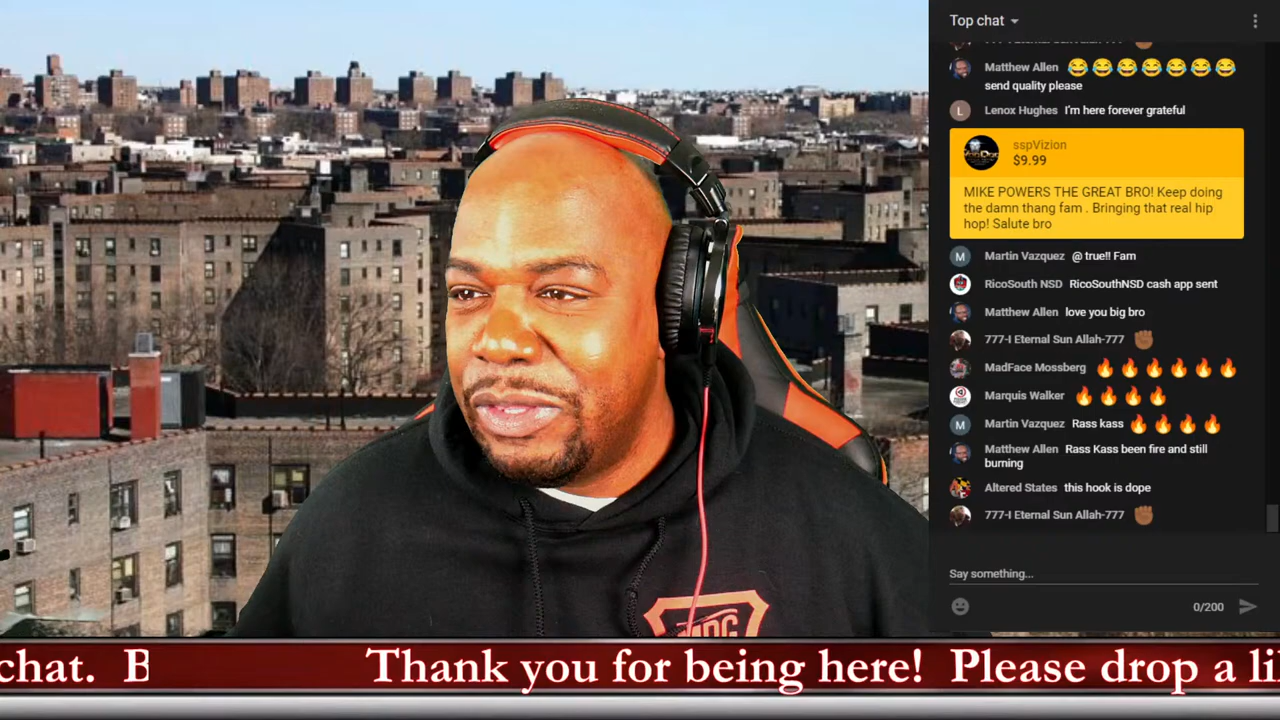 Top chat
Matthew Allen 😂😂😂😂😂😂😂
send quality please
L
Lenox Hughes I'm here forever grateful
sspVizion
$9.99
MIKE POWERS THE GREAT BRO! Keep doing
the damn thang fam . Bringing that real hip
hop! Salute bro
M
Martin Vazquez @ true!! Fam
RicoSouth NSD RicoSouthNSD cash app sent
Matthew Allen love you big bro
777-I Eternal Sun Allah-777 ✊🏾
MadFace Mossberg 🔥🔥🔥🔥🔥🔥
Marquis Walker 🔥🔥🔥🔥
M
Martin Vazquez Rass kass 🔥🔥🔥🔥
Matthew Allen Rass Kass been fire and still
burning
Altered States this hook is dope
777-I Eternal Sun Allah-777 ✊🏾
Say something...
0/200
chat. B Thank you for being here! Please drop a li